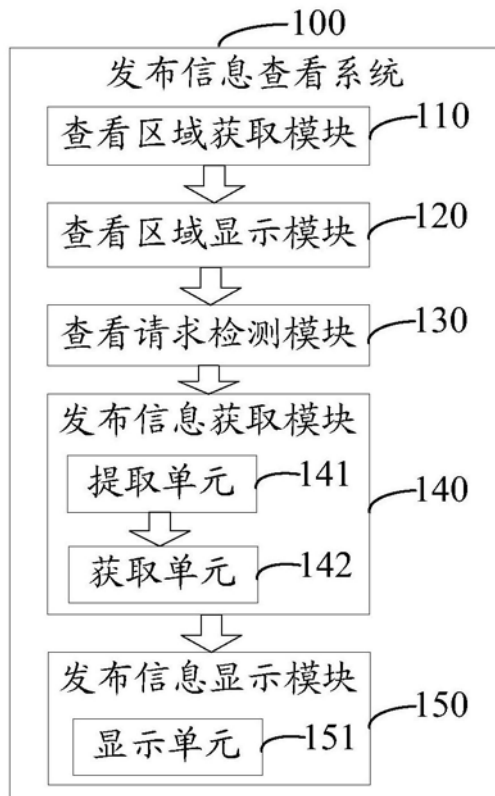 100
发布信息查看系统
查看区域获取模块 110
查看区域显示模块 120
查看请求检测模块 130
发布信息获取模块
提取单元 141
140
获取单元 142
发布信息显示模块
150
显示单元 151